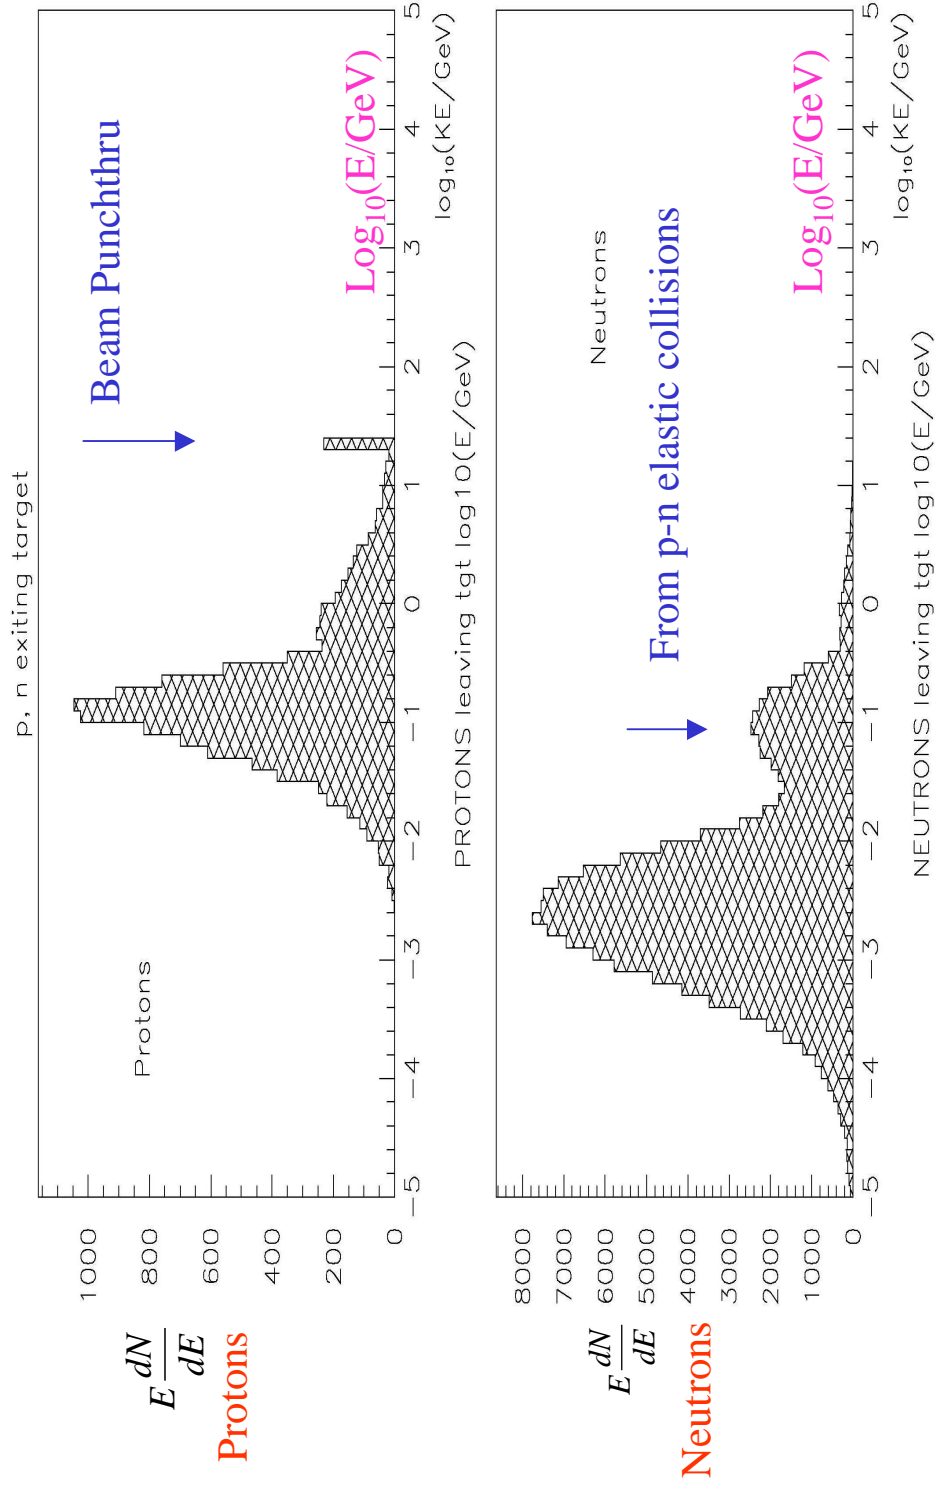 p, n exiting target
E dN/dE
Protons
1000
800
600
400
200
0
Protons
Beam Punchthru
Log₁₀(E/GeV)
−5 −4 −3 −2 −1 0 1 2 3 4 5
PROTONS leaving tgt log10(E/GeV)
log₁₀(KE/GeV)
E dN/dE
Neutrons
8000
7000
6000
5000
4000
3000
2000
1000
0
Neutrons
From p-n elastic collisions
Log₁₀(E/GeV)
−5 −4 −3 −2 −1 0 1 2 3 4 5
log₁₀(KE/GeV)
NEUTRONS leaving tgt log10(E/GeV)